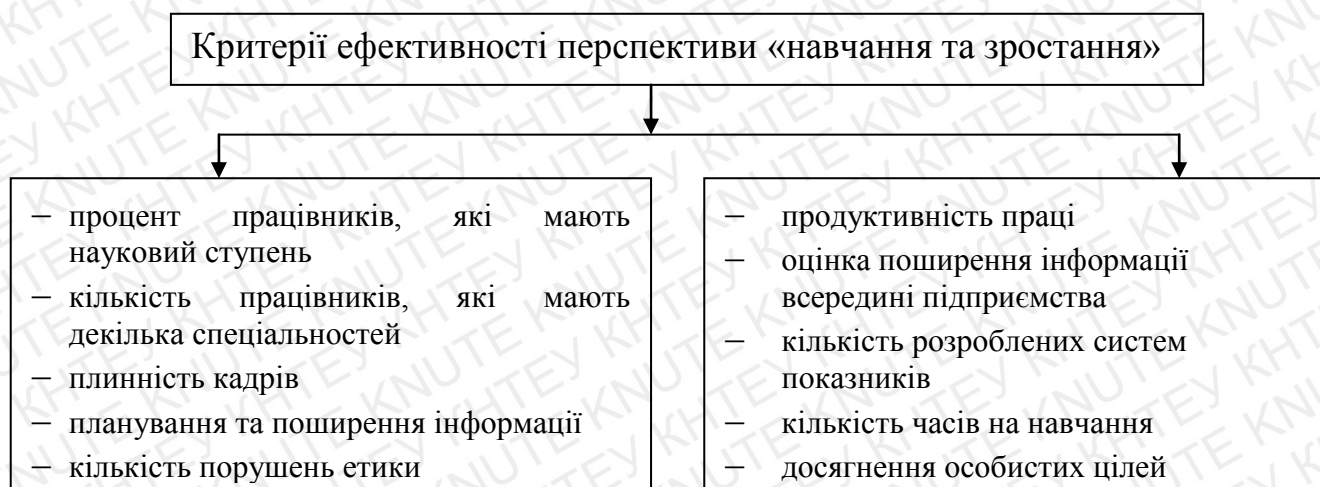 Критерії ефективності перспективи «навчання та зростання»
– процент працівників, які мають
науковий ступень
– кількість працівників, які мають
декілька спеціальностей
– плинність кадрів
– планування та поширення інформації
– кількість порушень етики
– продуктивність праці
– оцінка поширення інформації
всередині підприємства
– кількість розроблених систем
показників
– кількість часів на навчання
– досягнення особистих цілей